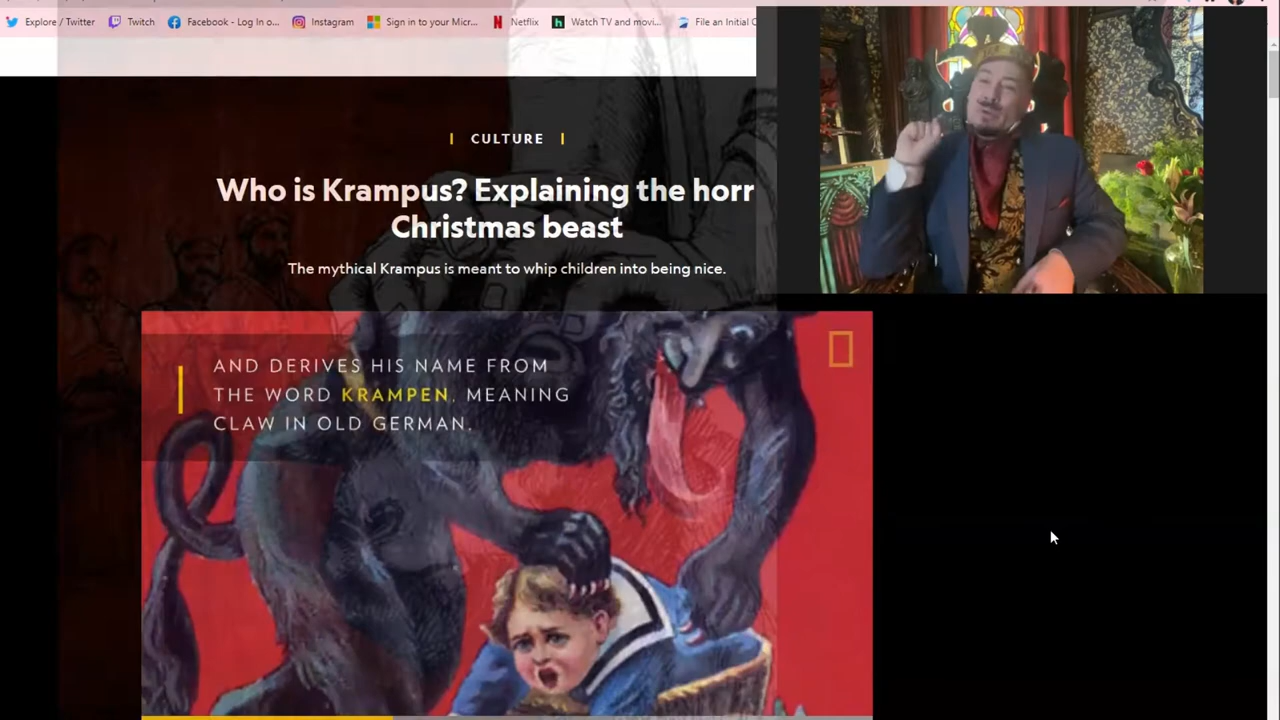 Explore / Twitter
Twitch
Facebook - Log In o...
Instagram
Sign in to your Micr...
Netflix
Watch TV and movi...
File an Initial C
CULTURE
Who is Krampus? Explaining the horr
Christmas beast
The mythical Krampus is meant to whip children into being nice.
AND DERIVES HIS NAME FROM
THE WORD KRAMPEN, MEANING
CLAW IN OLD GERMAN.